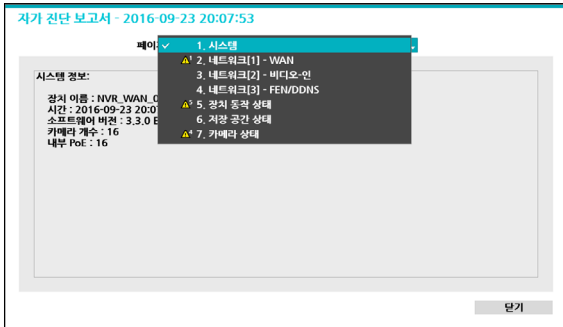 자가 진단 보고서 - 2016-09-23 20:07:53
1. 시스템
2. 네트워크[1] - WAN
3. 네트워크[2] - 비디오-인
4. 네트워크[3] - FEN/DDNS
5. 장치 동작 상태
6. 저장 공간 상태
4 7. 카메라 상태
시스템 정보:
장치 이름 : NVR_WAN_
시간 : 2016-09-23 20:0
소프트웨어 버전 : 3.3.0
카메라 개수 : 16
내부 PoE : 16
닫기